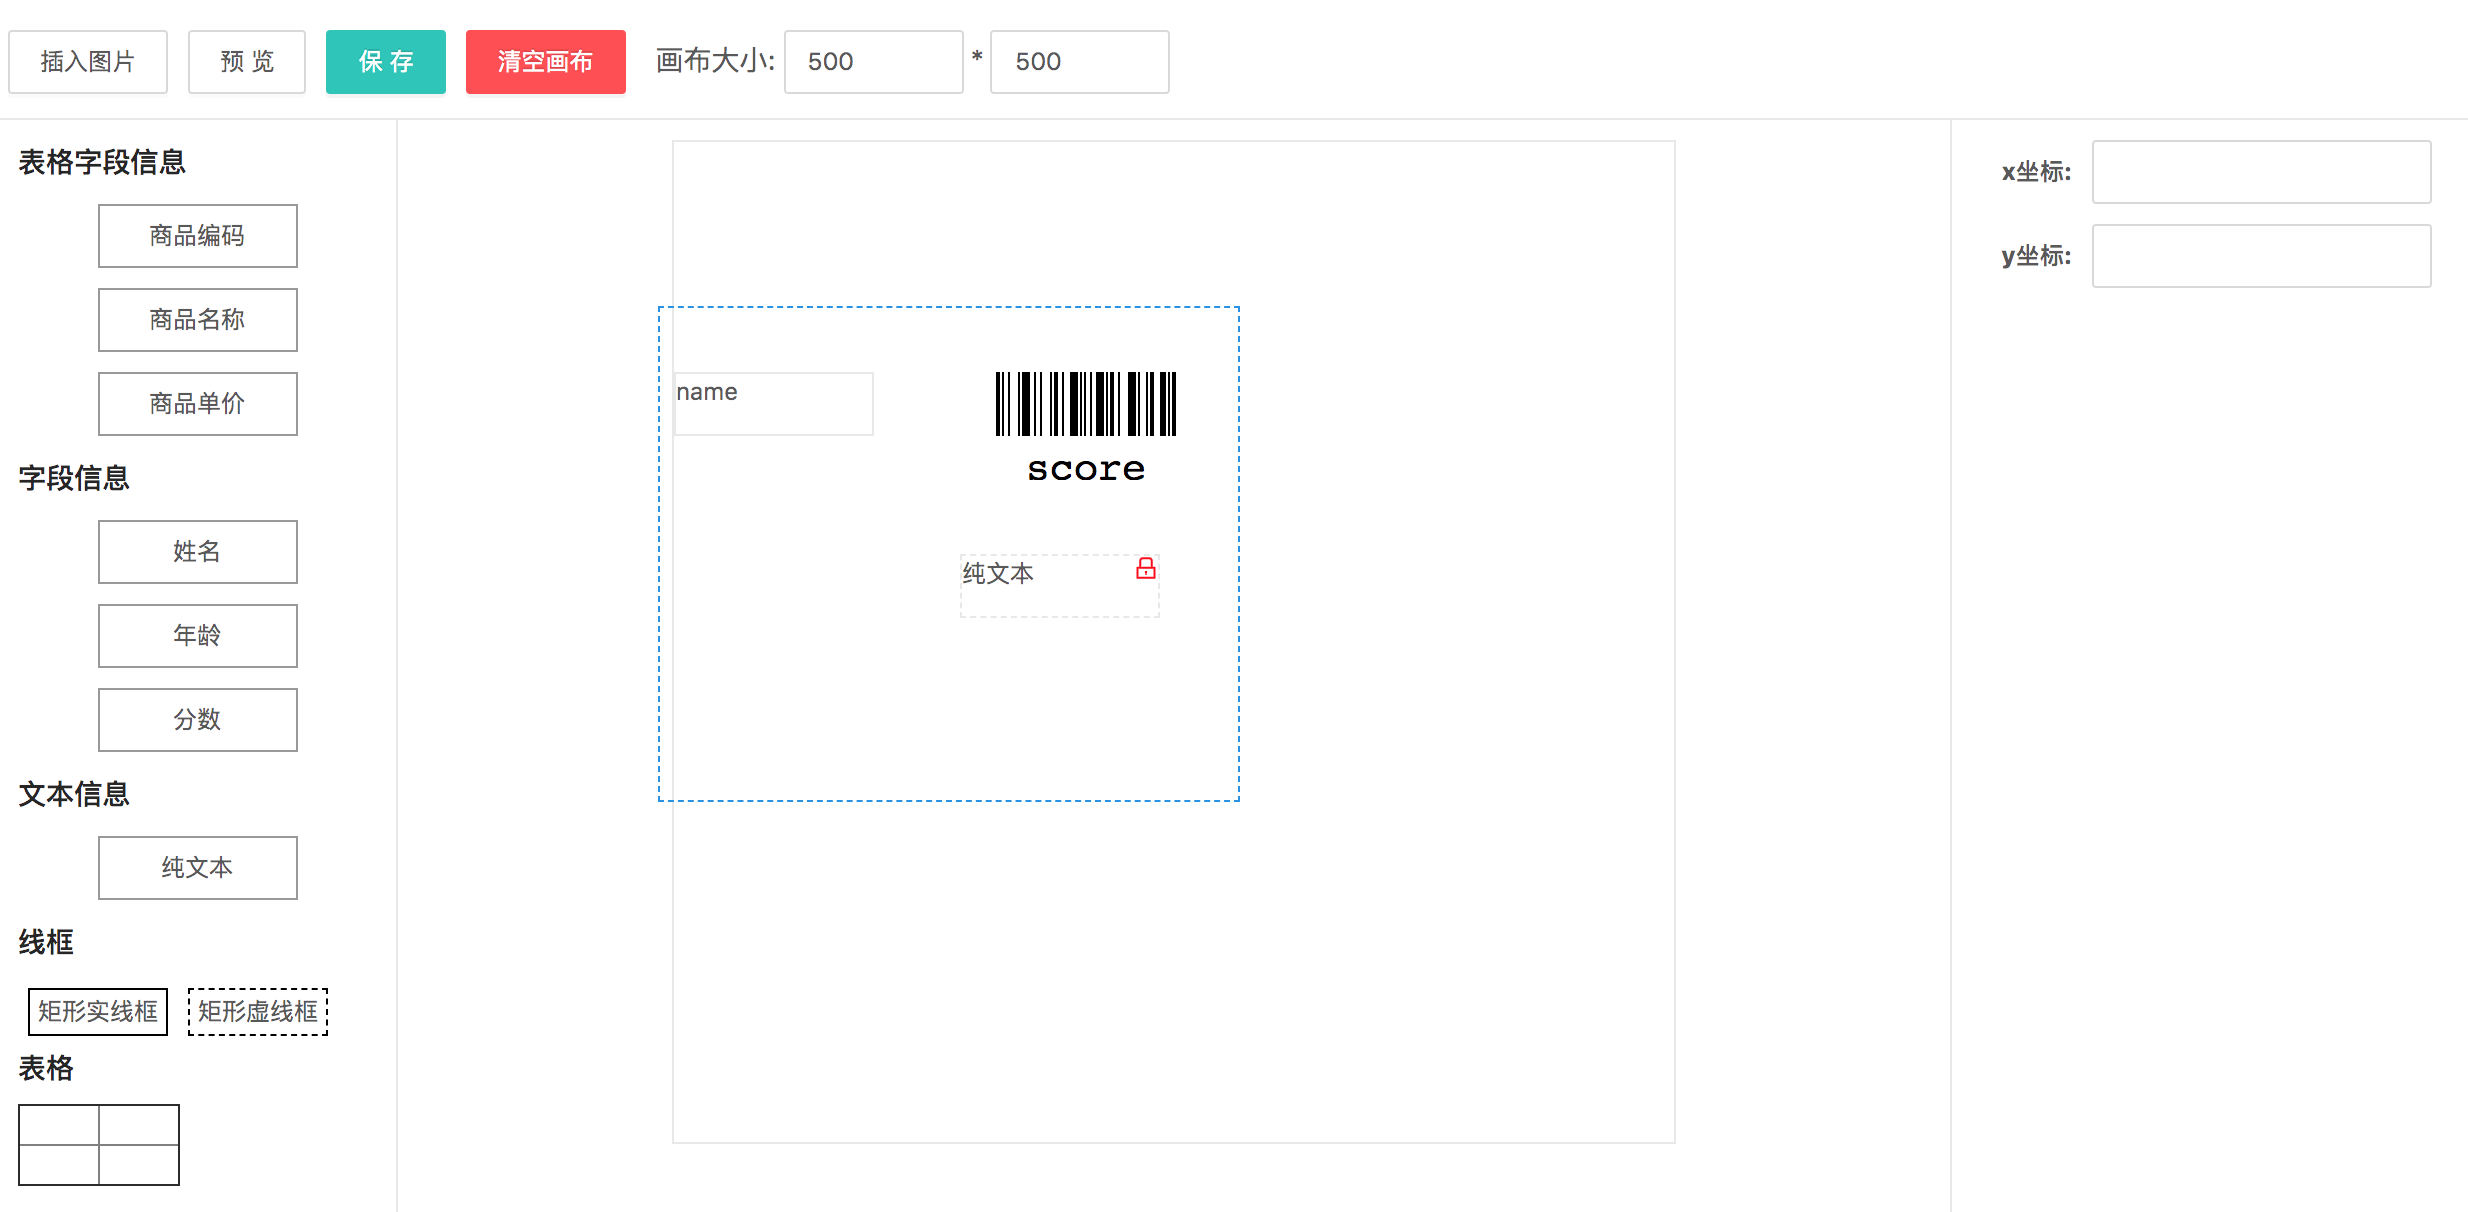 插入图片 预 览 保 存 清空画布 画布大小: 500 * 500
表格字段信息
商品编码
商品名称
商品单价
字段信息
姓名
年龄
分数
文本信息
纯文本
线框
矩形实线框 矩形虚线框
表格
name
score
纯文本
x坐标:
y坐标: